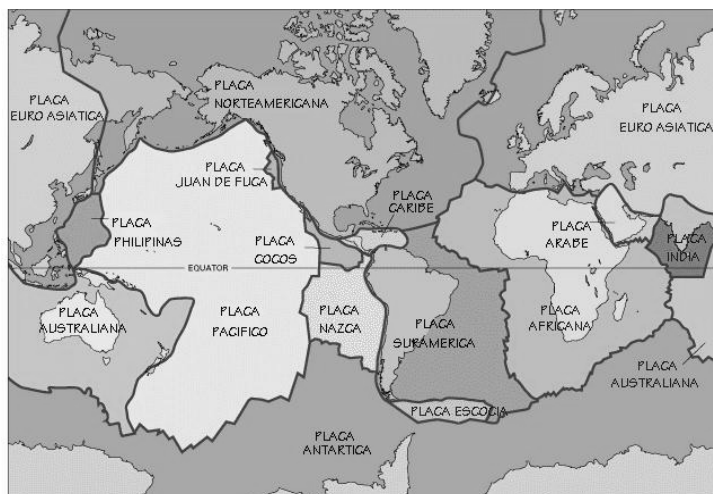 PLACA
EURO ASIATICA
PLACA
NORTEAMERICANA
PLACA
EURO ASIATICA
PLACA
JUAN DE FUCA
PLACA
CARIBE
PLACA
PHILIPINAS
PLACA
COCOS
PLACA
ARABE
PLACA
INDIA
EQUATOR
PLACA
AUSTRALIANA
PLACA
PACIFICO
PLACA
NAZCA
PLACA
SURAMERICA
PLACA
AFRICANA
PLACA
AUSTRALIANA
PLACA ESCOCIA
PLACA
ANTARTICA